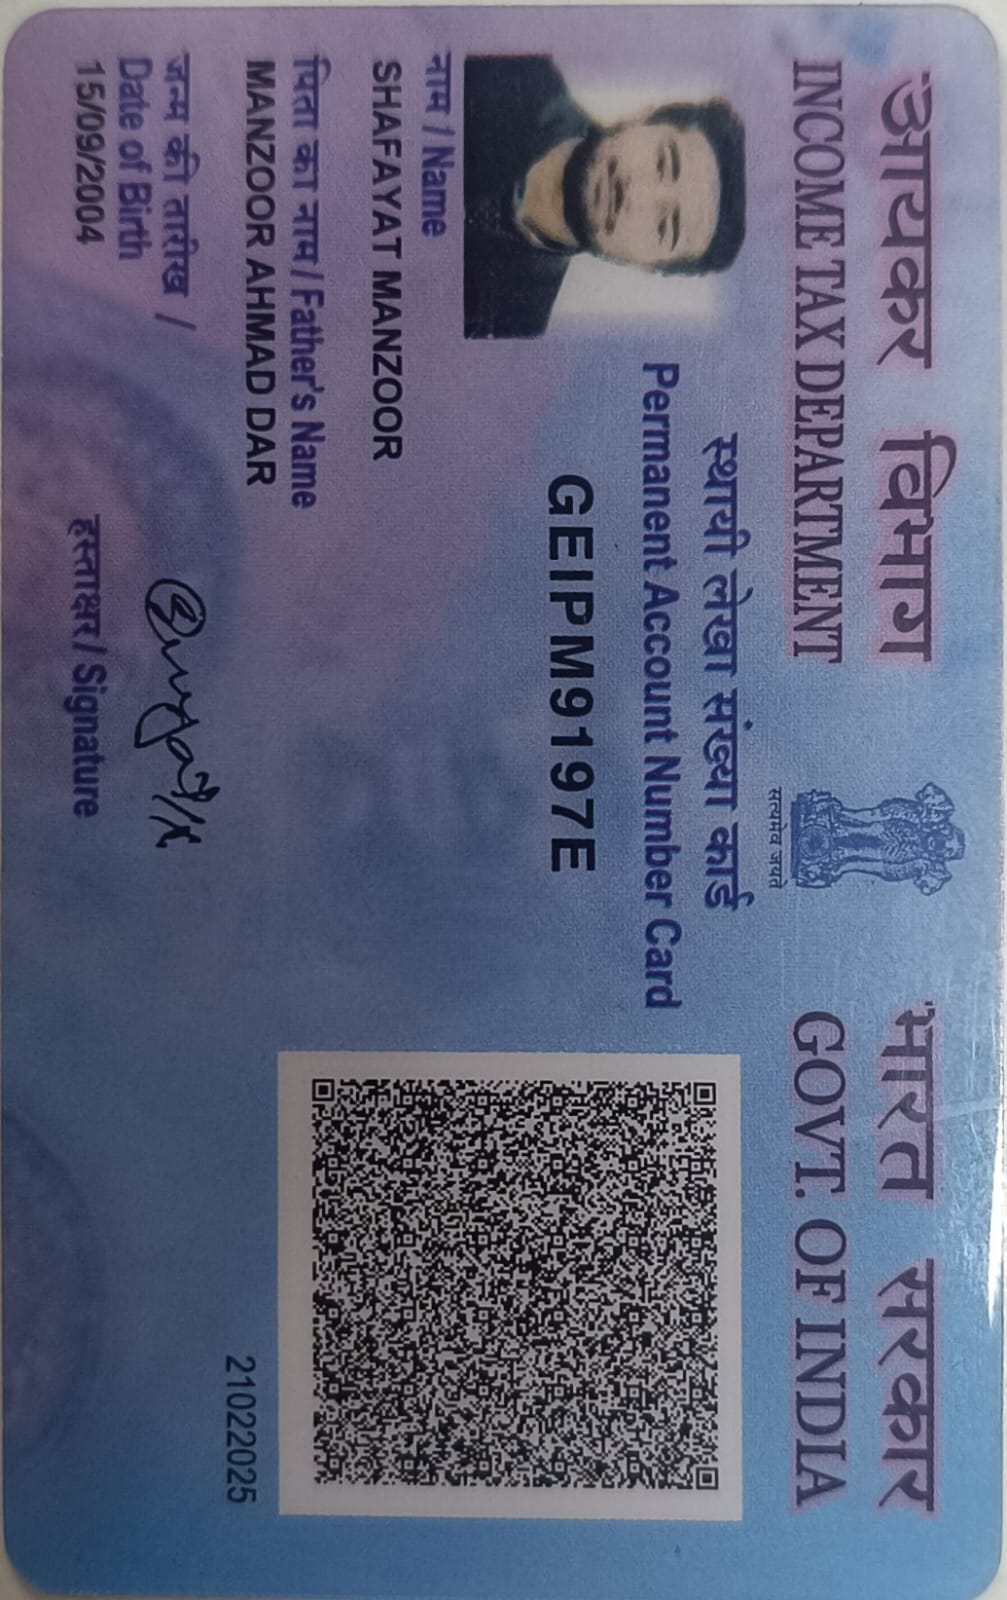 आयकर विभाग
INCOME TAX DEPARTMENT
सत्यमेव जयते
भारत सरकार
GOVT. OF INDIA
स्थायी लेखा संख्या कार्ड
Permanent Account Number Card
GEIPM9197E
नाम / Name
SHAFAYAT MANZOOR
पिता का नाम / Father's Name
MANZOOR AHMAD DAR
जन्म की तारीख /
Date of Birth
15/09/2004
हस्ताक्षर / Signature
21022025